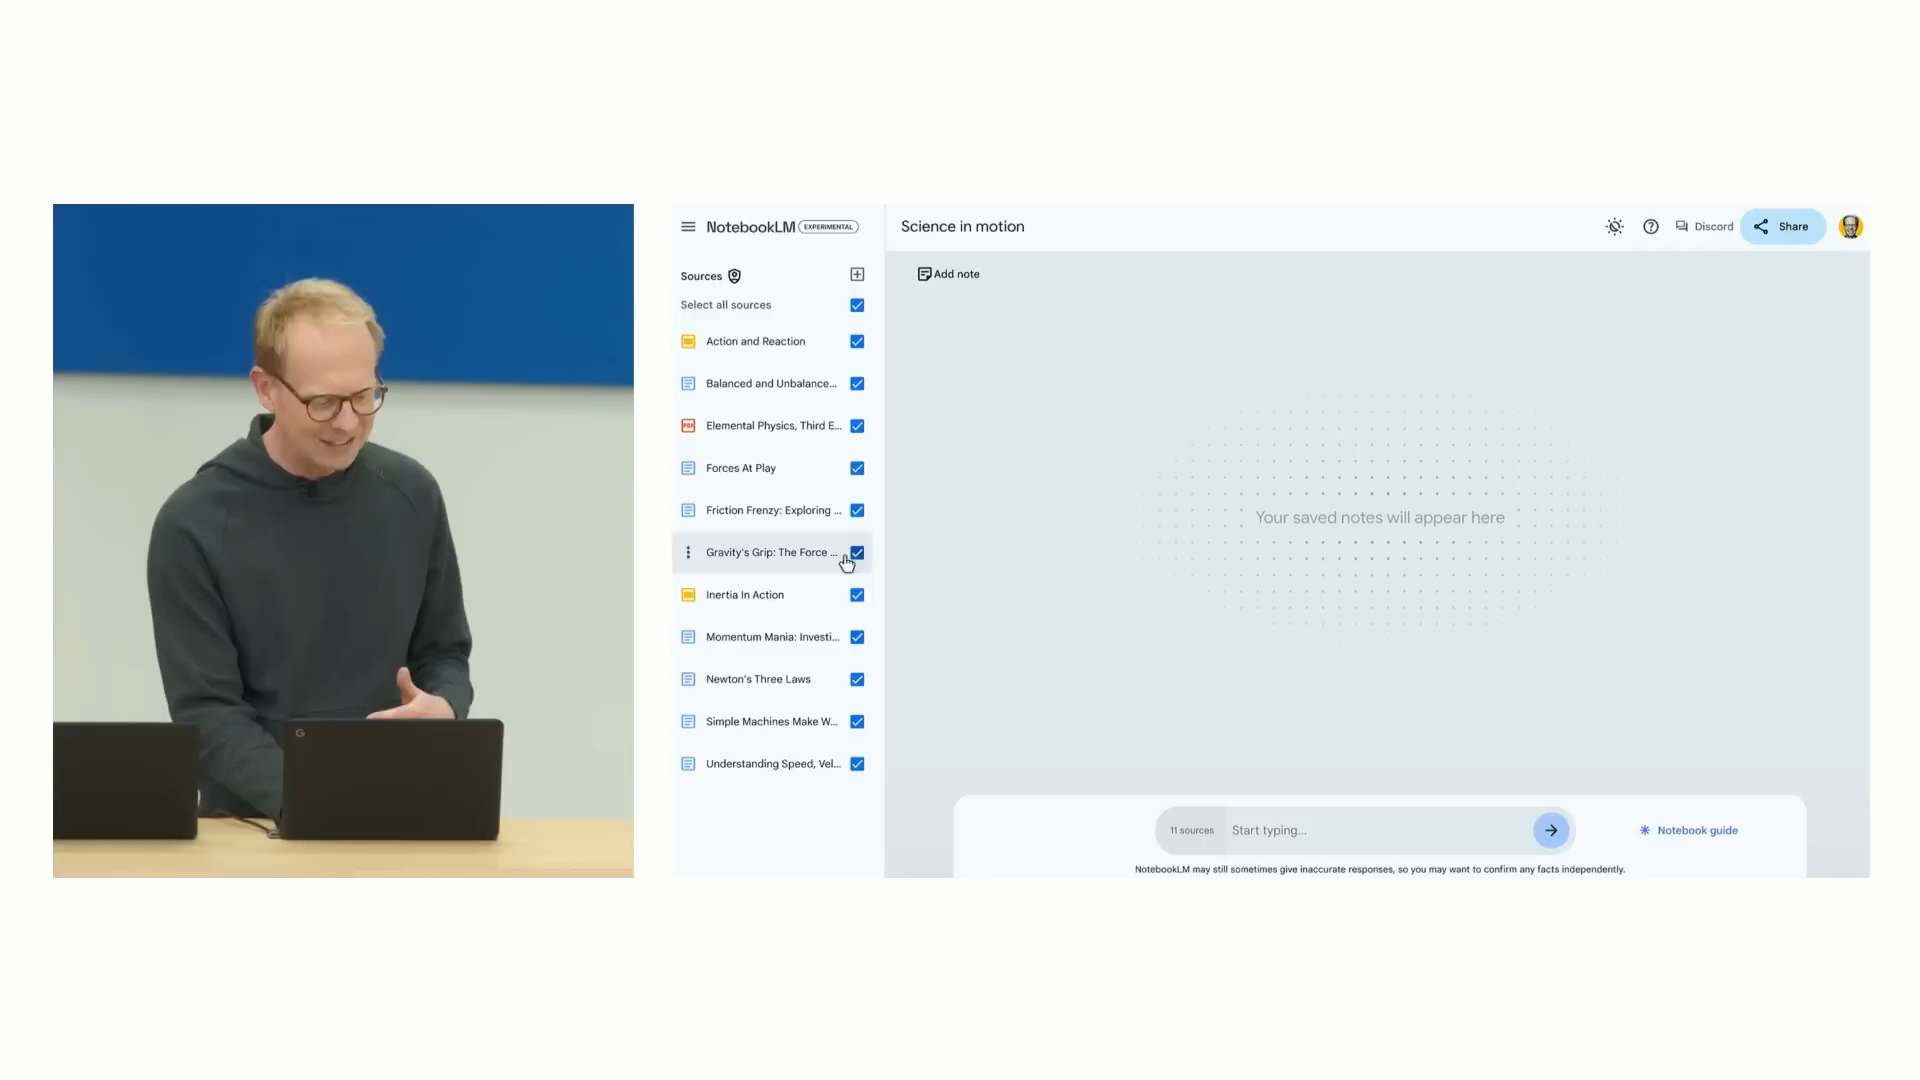 NotebookLM EXPERIMENTAL
Science in motion
Discord
Share
Sources
Add note
Select all sources
Action and Reaction
Balanced and Unbalance...
PDF
Elemental Physics, Third E...
Forces At Play
Friction Frenzy: Exploring ...
Your saved notes will appear here
Gravity's Grip: The Force ...
Inertia In Action
Momentum Mania: Investi...
Newton's Three Laws
Simple Machines Make W...
Understanding Speed, Vel...
11 sources
Start typing...
Notebook guide
NotebookLM may still sometimes give inaccurate responses, so you may want to confirm any facts independently.
G